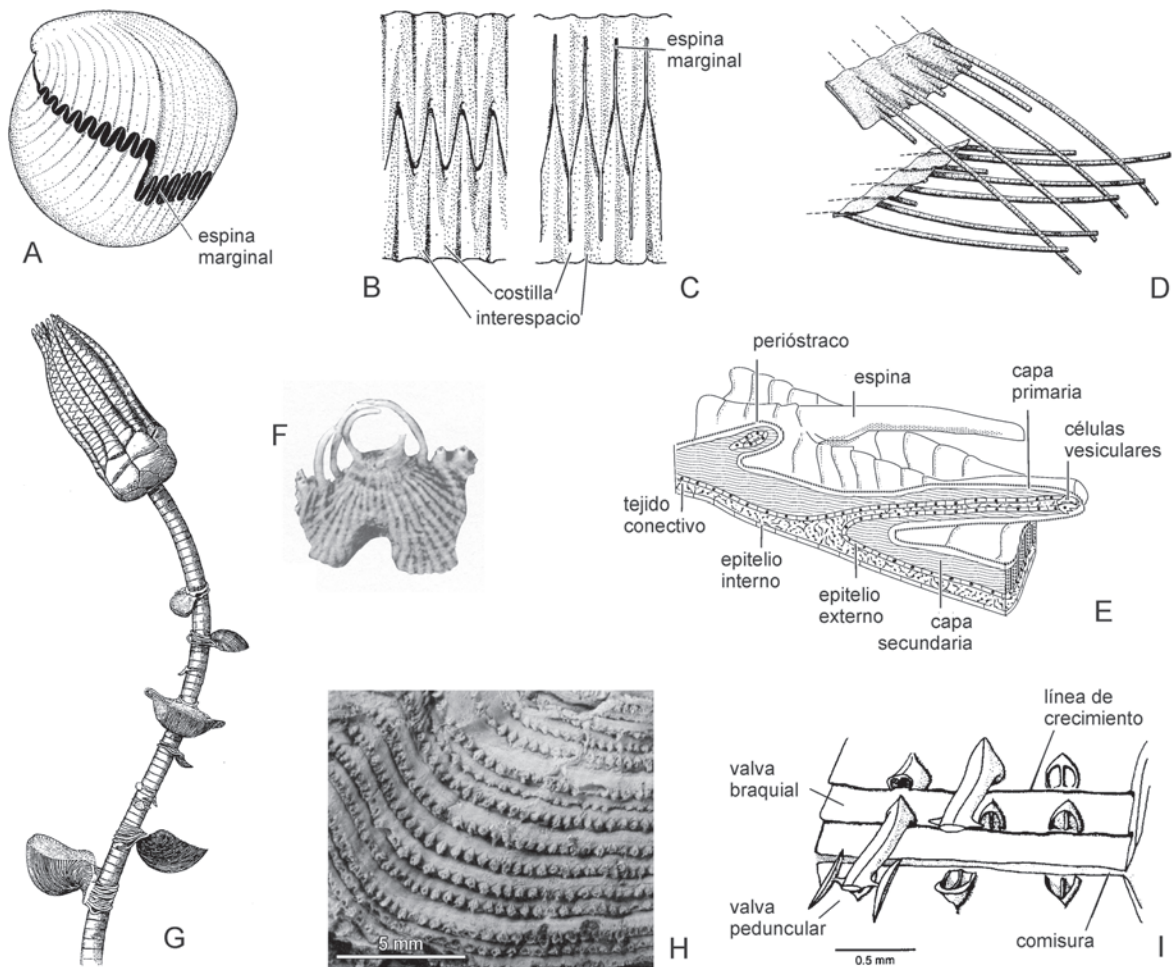 espina
marginal
A
B
espina
marginal
costilla
interespacio
C
D
perióstraco
espina
capa
primaria
células
vesiculares
tejido
conectivo
epitelio
interno
epitelio
externo
capa
secundaria
E
F
G
5 mm
H
línea de
crecimiento
valva
braquial
valva
peduncular
comisura
0.5 mm
I